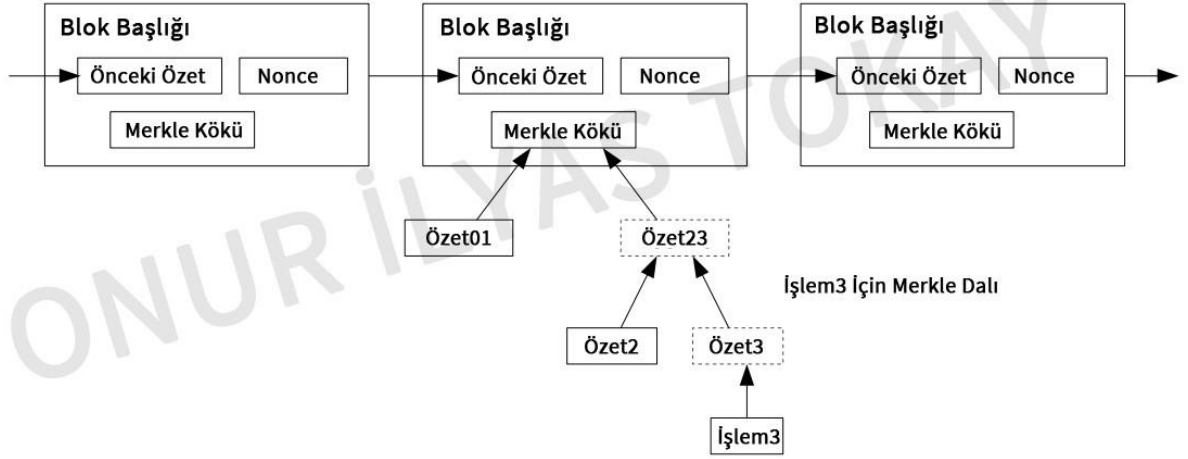 Blok Başlığı
Önceki Özet
Nonce
Merkle Kökü
Blok Başlığı
Önceki Özet
Nonce
Merkle Kökü
Blok Başlığı
Önceki Özet
Nonce
Merkle Kökü
Özet01
Özet23
İşlem3 İçin Merkle Dalı
Özet2
Özet3
İşlem3
ONUR İLYAS TOKAY